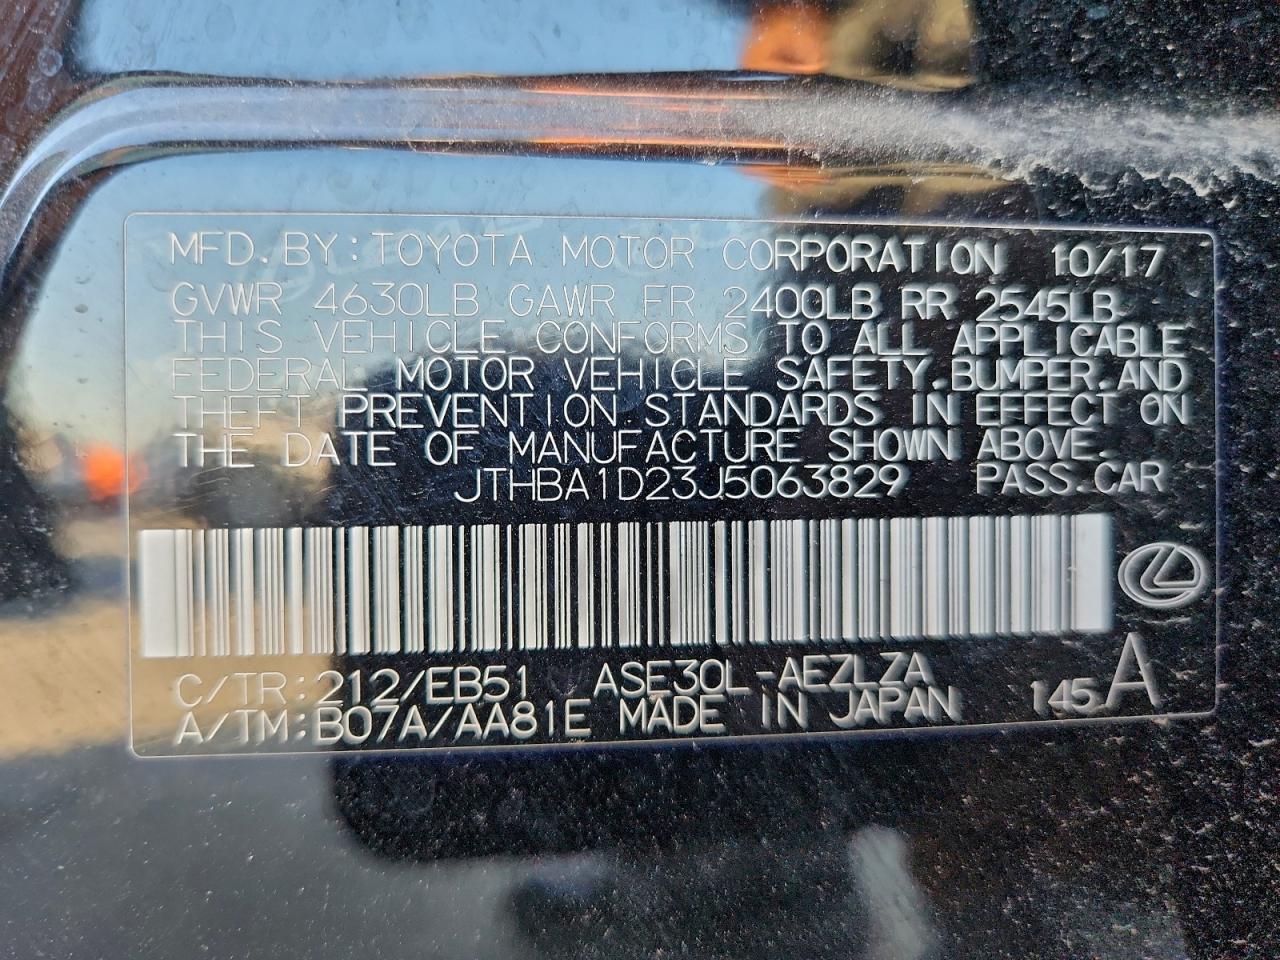 MFD. BY: TOYOTA MOTOR CORPORATION 10/17
GVWR 4630LB GAWR FR 2400LB RR 2545LB
THIS VEHICLE CONFORMS TO ALL APPLICABLE
FEDERAL MOTOR VEHICLE SAFETY, BUMPER, AND
THEFT PREVENTION STANDARDS IN EFFECT ON
THE DATE OF MANUFACTURE SHOWN ABOVE.
JTHBA1D23J5063829 PASS. CAR
C/TR: 212/EB51 ASE30L-AEZLZA
A/TM: B07A/AA81E MADE IN JAPAN 145 A